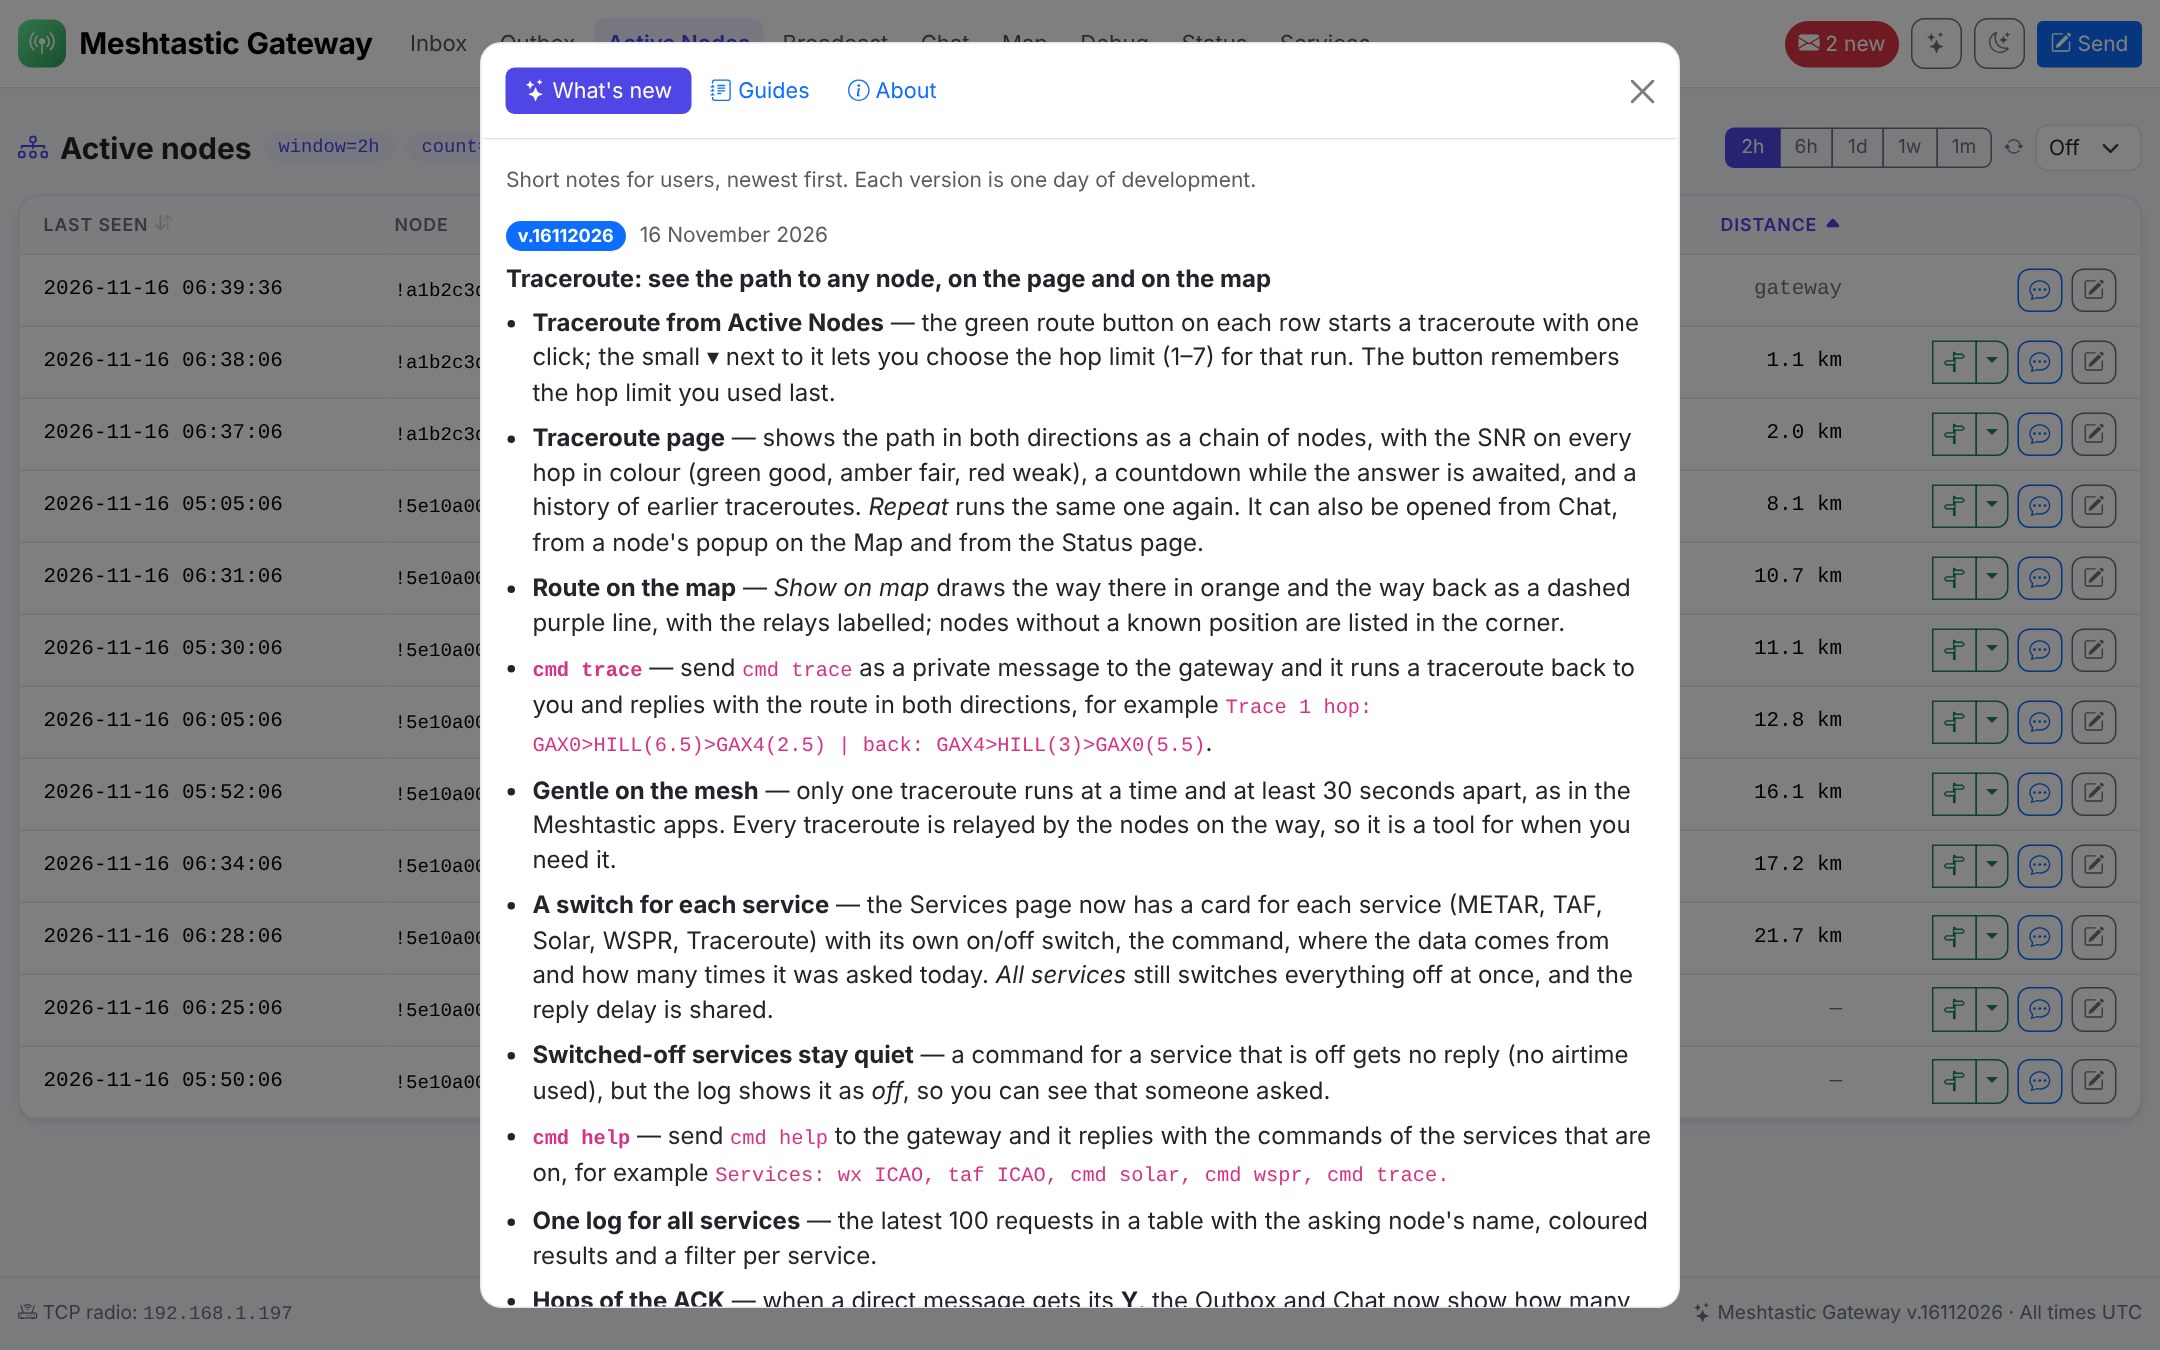 Meshtastic Gateway
Inbox Outbox Active Nodes Broadcast Chat Map Debug Status Services
2 new
Send
What's new
Guides
About
Active nodes
window=2h
2h 6h 1d 1w 1m
Off
LAST SEEN
NODE
DISTANCE
2026-11-16 06:39:36
gateway
2026-11-16 06:38:06
1.1 km
2026-11-16 06:37:06
2.0 km
2026-11-16 05:05:06
8.1 km
2026-11-16 06:31:06
10.7 km
2026-11-16 05:30:06
11.1 km
2026-11-16 06:05:06
12.8 km
2026-11-16 05:52:06
16.1 km
2026-11-16 06:34:06
17.2 km
2026-11-16 06:28:06
21.7 km
2026-11-16 06:25:06
—
2026-11-16 05:50:06
—
Short notes for users, newest first. Each version is one day of development.
v.16112026 16 November 2026
Traceroute: see the path to any node, on the page and on the map
• Traceroute from Active Nodes — the green route button on each row starts a traceroute with one
click; the small ▾ next to it lets you choose the hop limit (1–7) for that run. The button remembers
the hop limit you used last.
• Traceroute page — shows the path in both directions as a chain of nodes, with the SNR on every
hop in colour (green good, amber fair, red weak), a countdown while the answer is awaited, and a
history of earlier traceroutes. Repeat runs the same one again. It can also be opened from Chat,
from a node's popup on the Map and from the Status page.
• Route on the map — Show on map draws the way there in orange and the way back as a dashed
purple line, with the relays labelled; nodes without a known position are listed in the corner.
• cmd trace — send cmd trace as a private message to the gateway and it runs a traceroute back to
you and replies with the route in both directions, for example Trace 1 hop:
GAX0>HILL(6.5)>GAX4(2.5) | back: GAX4>HILL(3)>GAX0(5.5).
• Gentle on the mesh — only one traceroute runs at a time and at least 30 seconds apart, as in the
Meshtastic apps. Every traceroute is relayed by the nodes on the way, so it is a tool for when you
need it.
• A switch for each service — the Services page now has a card for each service (METAR, TAF,
Solar, WSPR, Traceroute) with its own on/off switch, the command, where the data comes from
and how many times it was asked today. All services still switches everything off at once, and the
reply delay is shared.
• Switched-off services stay quiet — a command for a service that is off gets no reply (no airtime
used), but the log shows it as off, so you can see that someone asked.
• cmd help — send cmd help to the gateway and it replies with the commands of the services that are
on, for example Services: wx ICAO, taf ICAO, cmd solar, cmd wspr, cmd trace.
• One log for all services — the latest 100 requests in a table with the asking node's name, coloured
results and a filter per service.
• Hops of the ACK — when a direct message gets its Y, the Outbox and Chat now show how many
TCP radio: 192.168.1.197
Meshtastic Gateway v.16112026 · All times UTC